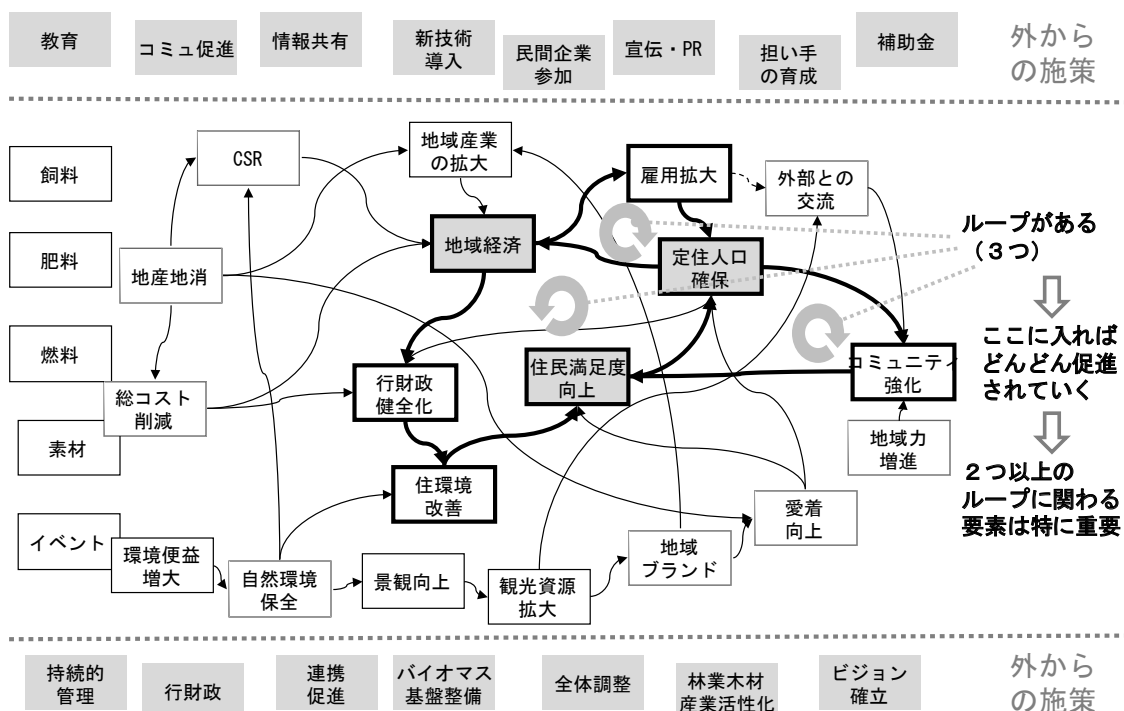 教育
コミュ促進
情報共有
新技術
導入
民間企業
参加
宣伝・PR
担い手
の育成
補助金
外から
の施策
飼料
肥料
燃料
素材
イベント
CSR
地域産業
の拡大
雇用拡大
外部との
交流
地産地消
地域経済
定住人口
確保
総コスト
削減
行財政
健全化
住民満足度
向上
コミュニティ
強化
地域力
増進
住環境
改善
愛着
向上
環境便益
増大
自然環境
保全
景観向上
観光資源
拡大
地域
ブランド
ループがある
（３つ）
ここに入れば
どんどん促進
されていく
２つ以上の
ループに関わる
要素は特に重要
持続的
管理
行財政
連携
促進
バイオマス
基盤整備
全体調整
林業木材
産業活性化
ビジョン
確立
外から
の施策